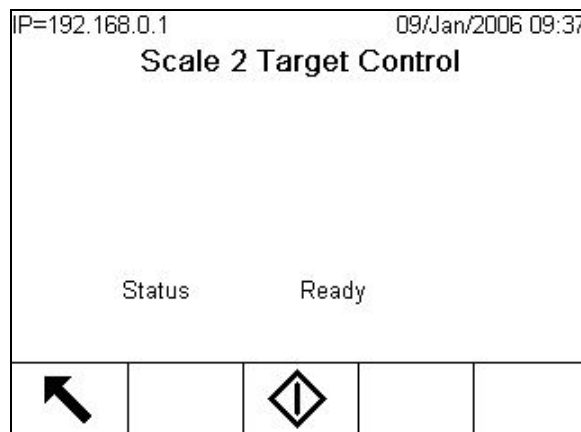 IP=192.168.0.1 09/Jan/2006 09:37
Scale 2 Target Control
Status Ready